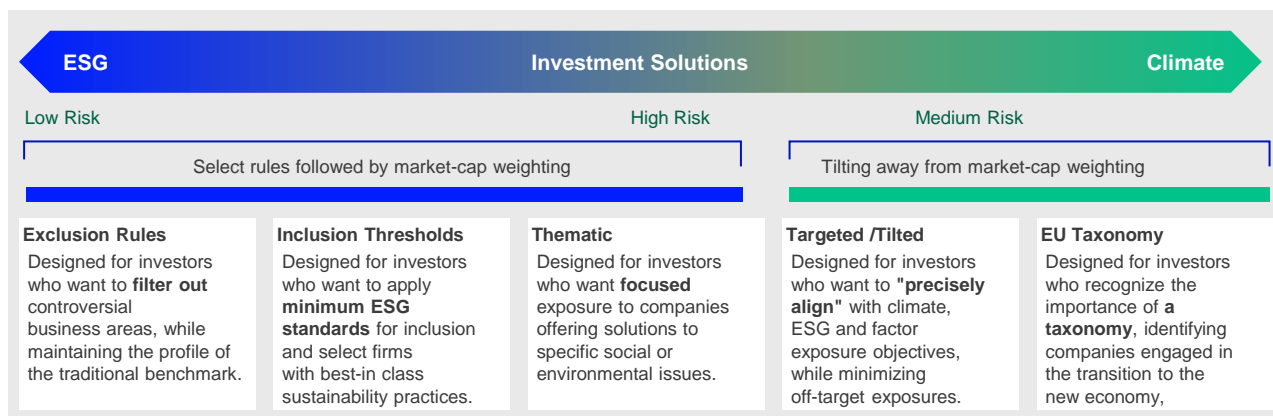 ESG Investment Solutions Climate
Low Risk High Risk Medium Risk
Select rules followed by market-cap weighting
Tilting away from market-cap weighting
Exclusion Rules
Designed for investors
who want to filter out
controversial
business areas, while
maintaining the profile of
the traditional benchmark.
Inclusion Thresholds
Designed for investors
who want to apply
minimum ESG
standards for inclusion
and select firms
with best-in class
sustainability practices.
Thematic
Designed for investors
who want focused
exposure to companies
offering solutions to
specific social or
environmental issues.
Targeted /Tilted
Designed for investors
who want to "precisely
align" with climate,
ESG and factor
exposure objectives,
while minimizing
off-target exposures.
EU Taxonomy
Designed for investors
who recognize the
importance of a
taxonomy, identifying
companies engaged in
the transition to the
new economy,